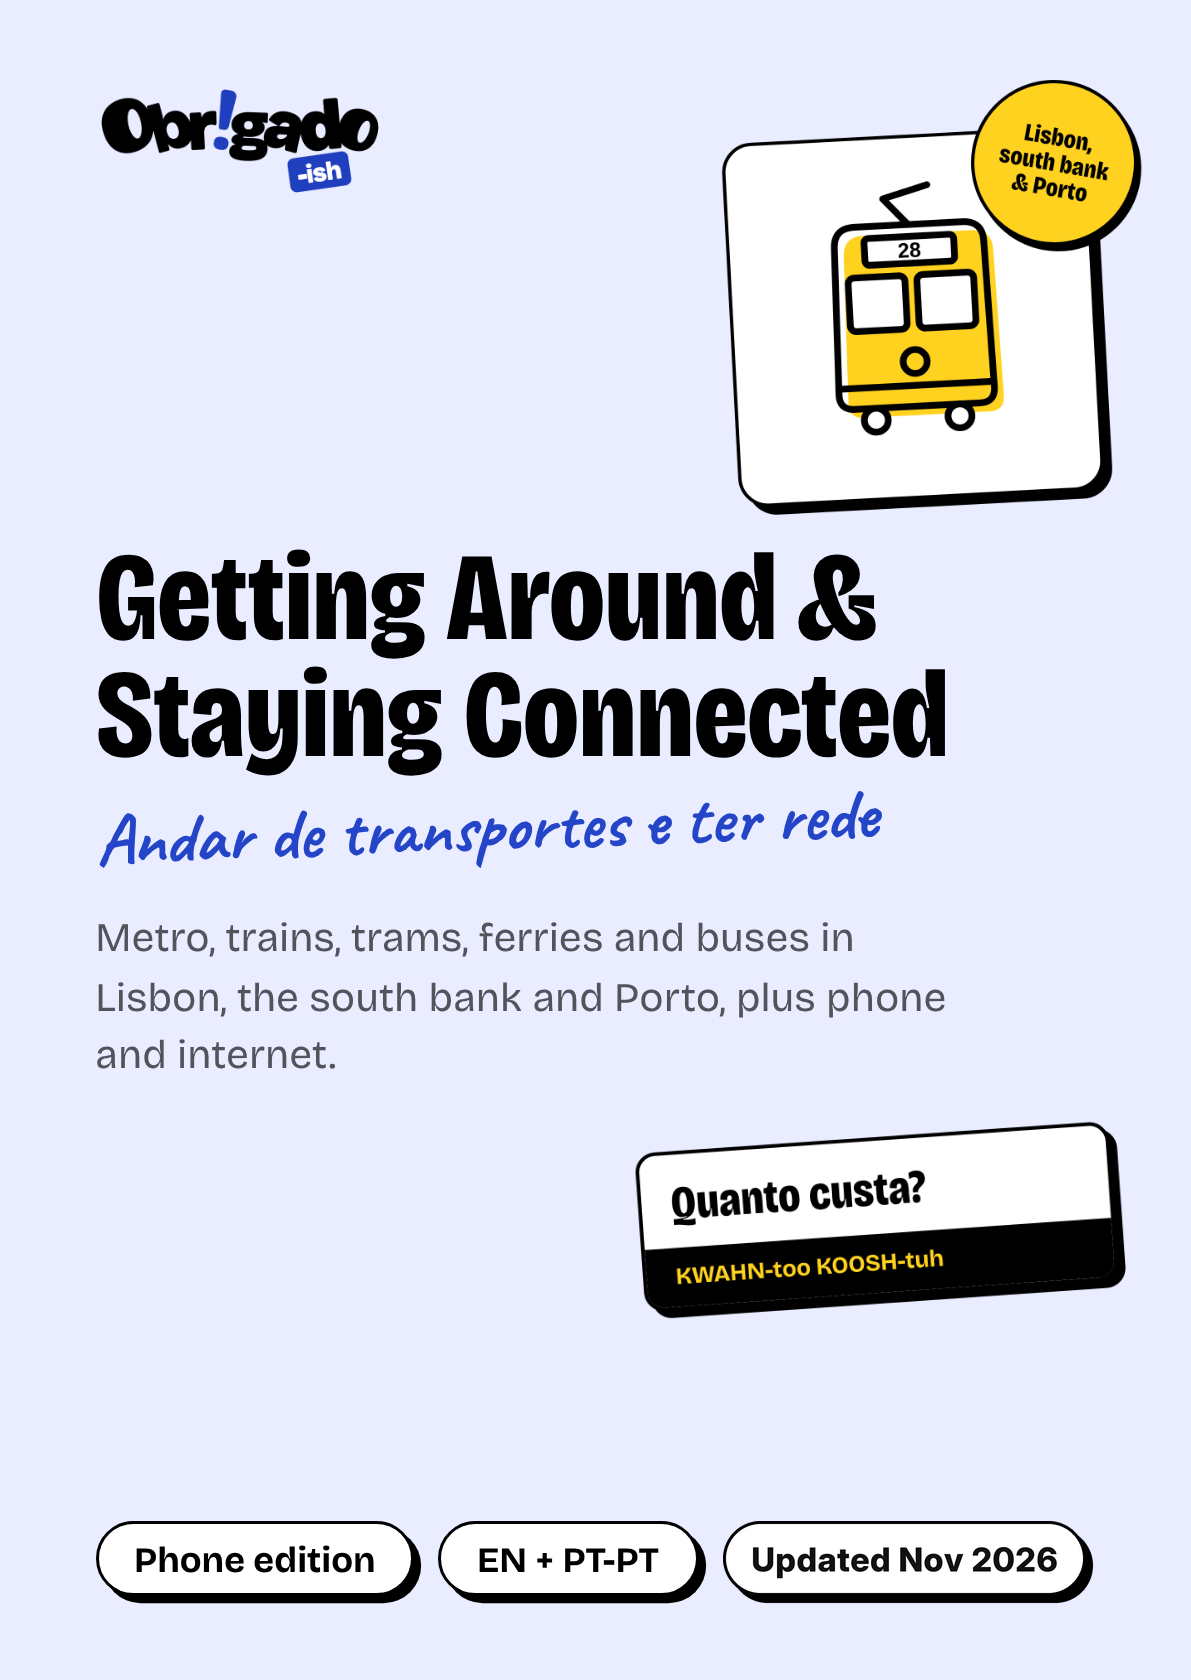 Obr!gado
-ish
Lisbon,
south bank
& Porto
28
Getting Around &
Staying Connected
Andar de transportes e ter rede
Metro, trains, trams, ferries and buses in
Lisbon, the south bank and Porto, plus phone
and internet.
Quanto custa?
KWAHN-too KOOSH-tuh
Phone edition
EN + PT-PT
Updated Nov 2026